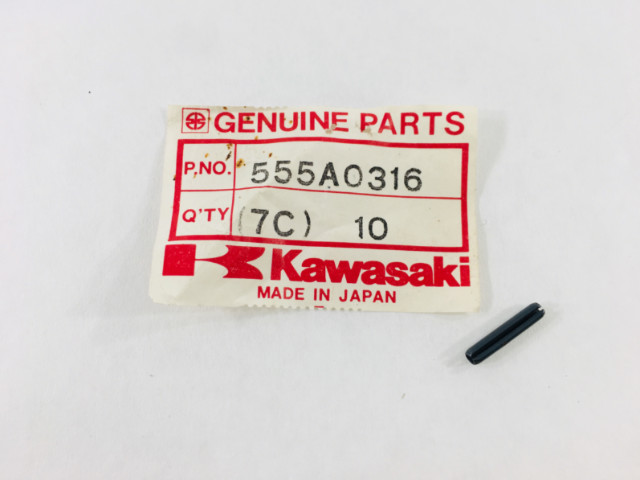 GENUINE PARTS
P.NO. 555A0316
Q'TY (7C) 10
Kawasaki
MADE IN JAPAN